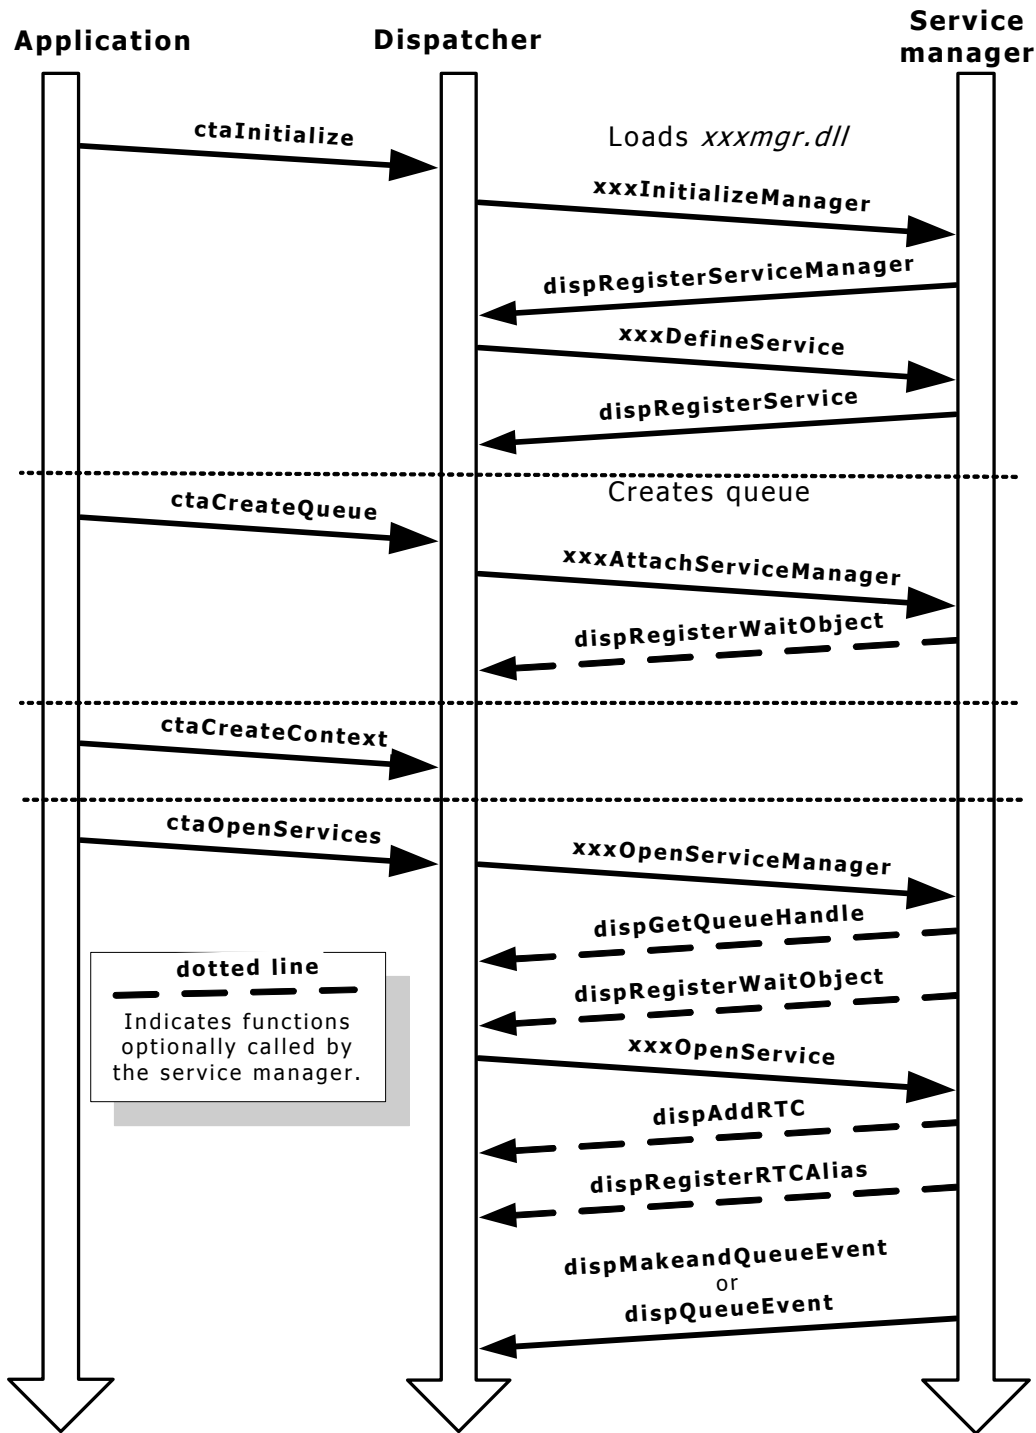 Application
Dispatcher
Service
manager
ctaInitialize
Loads xxxmgr.dll
xxxInitializeManager
dispRegisterServiceManager
xxxDefineService
dispRegisterService
ctaCreateQueue
Creates queue
xxxAttachServiceManager
dispRegisterWaitObject
ctaCreateContext
ctaOpenServices
xxxOpenServiceManager
dispGetQueueHandle
dotted line
Indicates functions
optionally called by
the service manager.
dispRegisterWaitObject
xxxOpenService
dispAddRTC
dispRegisterRTCAlias
dispMakeandQueueEvent
or
dispQueueEvent